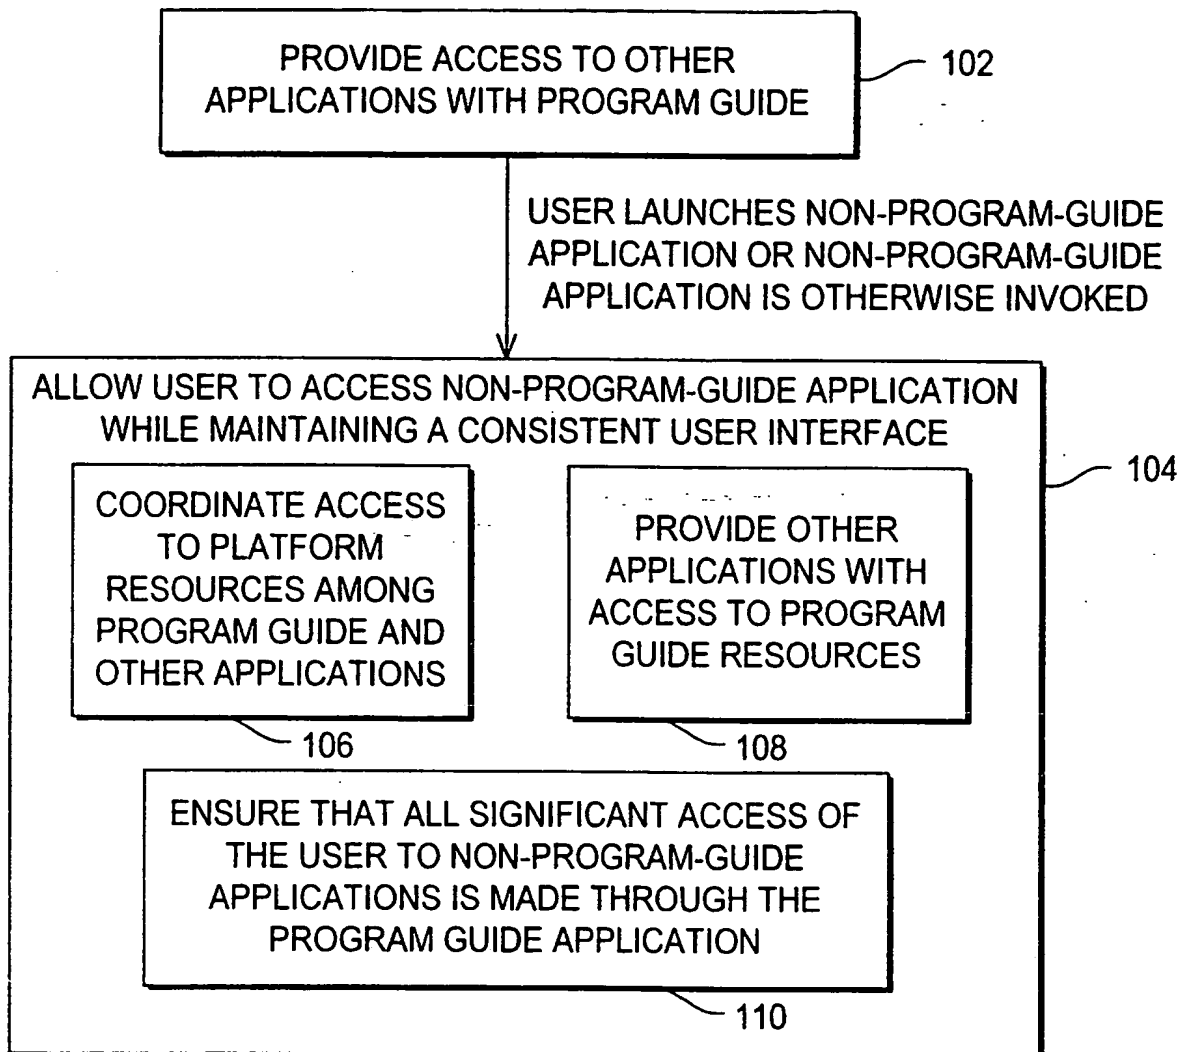 PROVIDE ACCESS TO OTHER
APPLICATIONS WITH PROGRAM GUIDE
102
USER LAUNCHES NON-PROGRAM-GUIDE
APPLICATION OR NON-PROGRAM-GUIDE
APPLICATION IS OTHERWISE INVOKED
ALLOW USER TO ACCESS NON-PROGRAM-GUIDE APPLICATION
WHILE MAINTAINING A CONSISTENT USER INTERFACE
104
COORDINATE ACCESS
TO PLATFORM
RESOURCES AMONG
PROGRAM GUIDE AND
OTHER APPLICATIONS
106
PROVIDE OTHER
APPLICATIONS WITH
ACCESS TO PROGRAM
GUIDE RESOURCES
108
ENSURE THAT ALL SIGNIFICANT ACCESS OF
THE USER TO NON-PROGRAM-GUIDE
APPLICATIONS IS MADE THROUGH THE
PROGRAM GUIDE APPLICATION
110